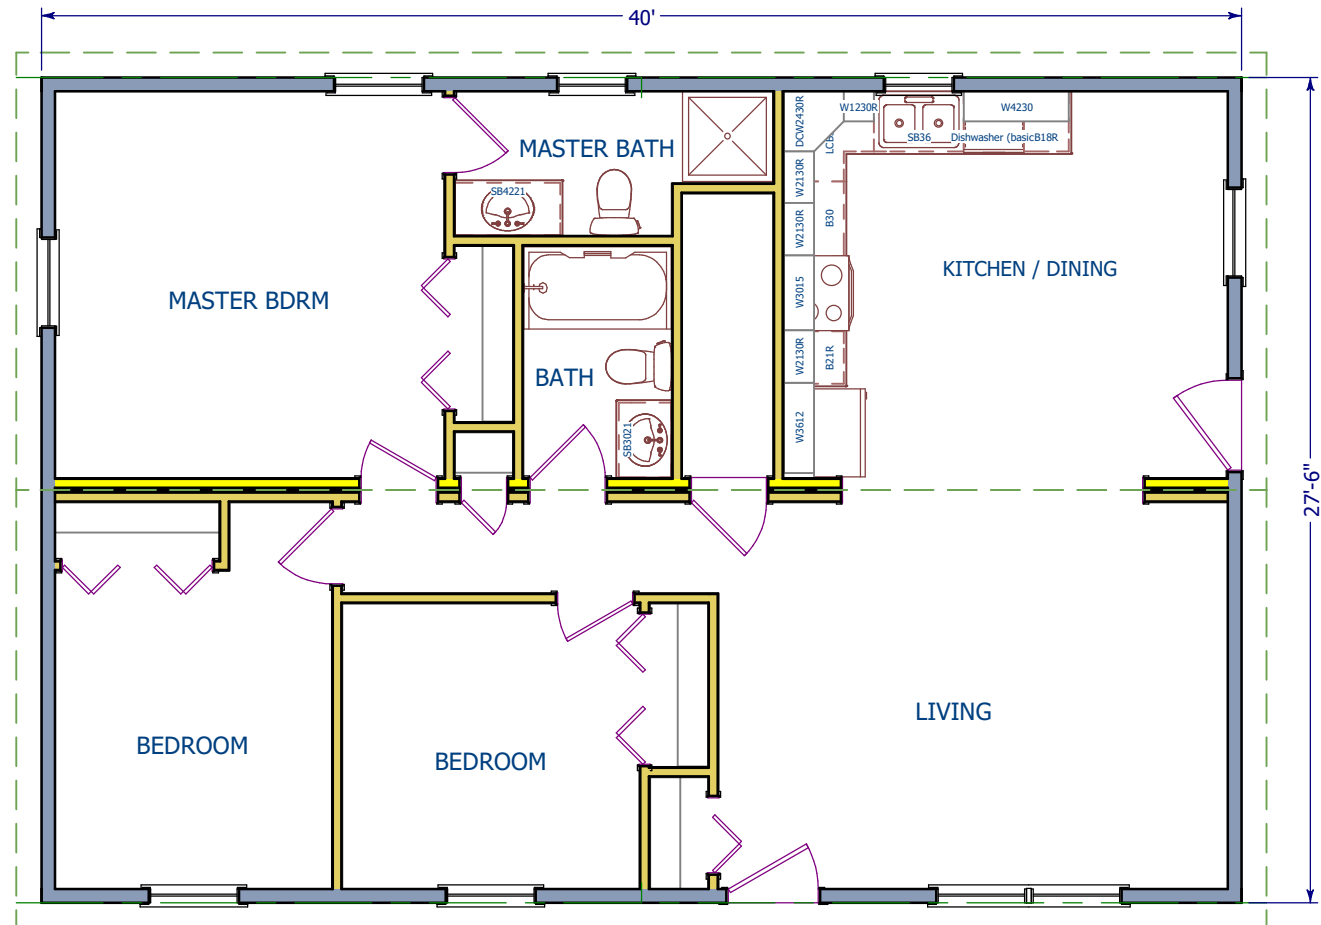 40'
W1230R
W4230
DCW2430R
LCB
SB36
Dishwasher (basicB18R
MASTER BATH
SB4221
W2130R
W2130R
B30
KITCHEN / DINING
MASTER BDRM
W3015
BATH
W2130R
B21R
W3612
SB3021
27'-6"
LIVING
BEDROOM
BEDROOM